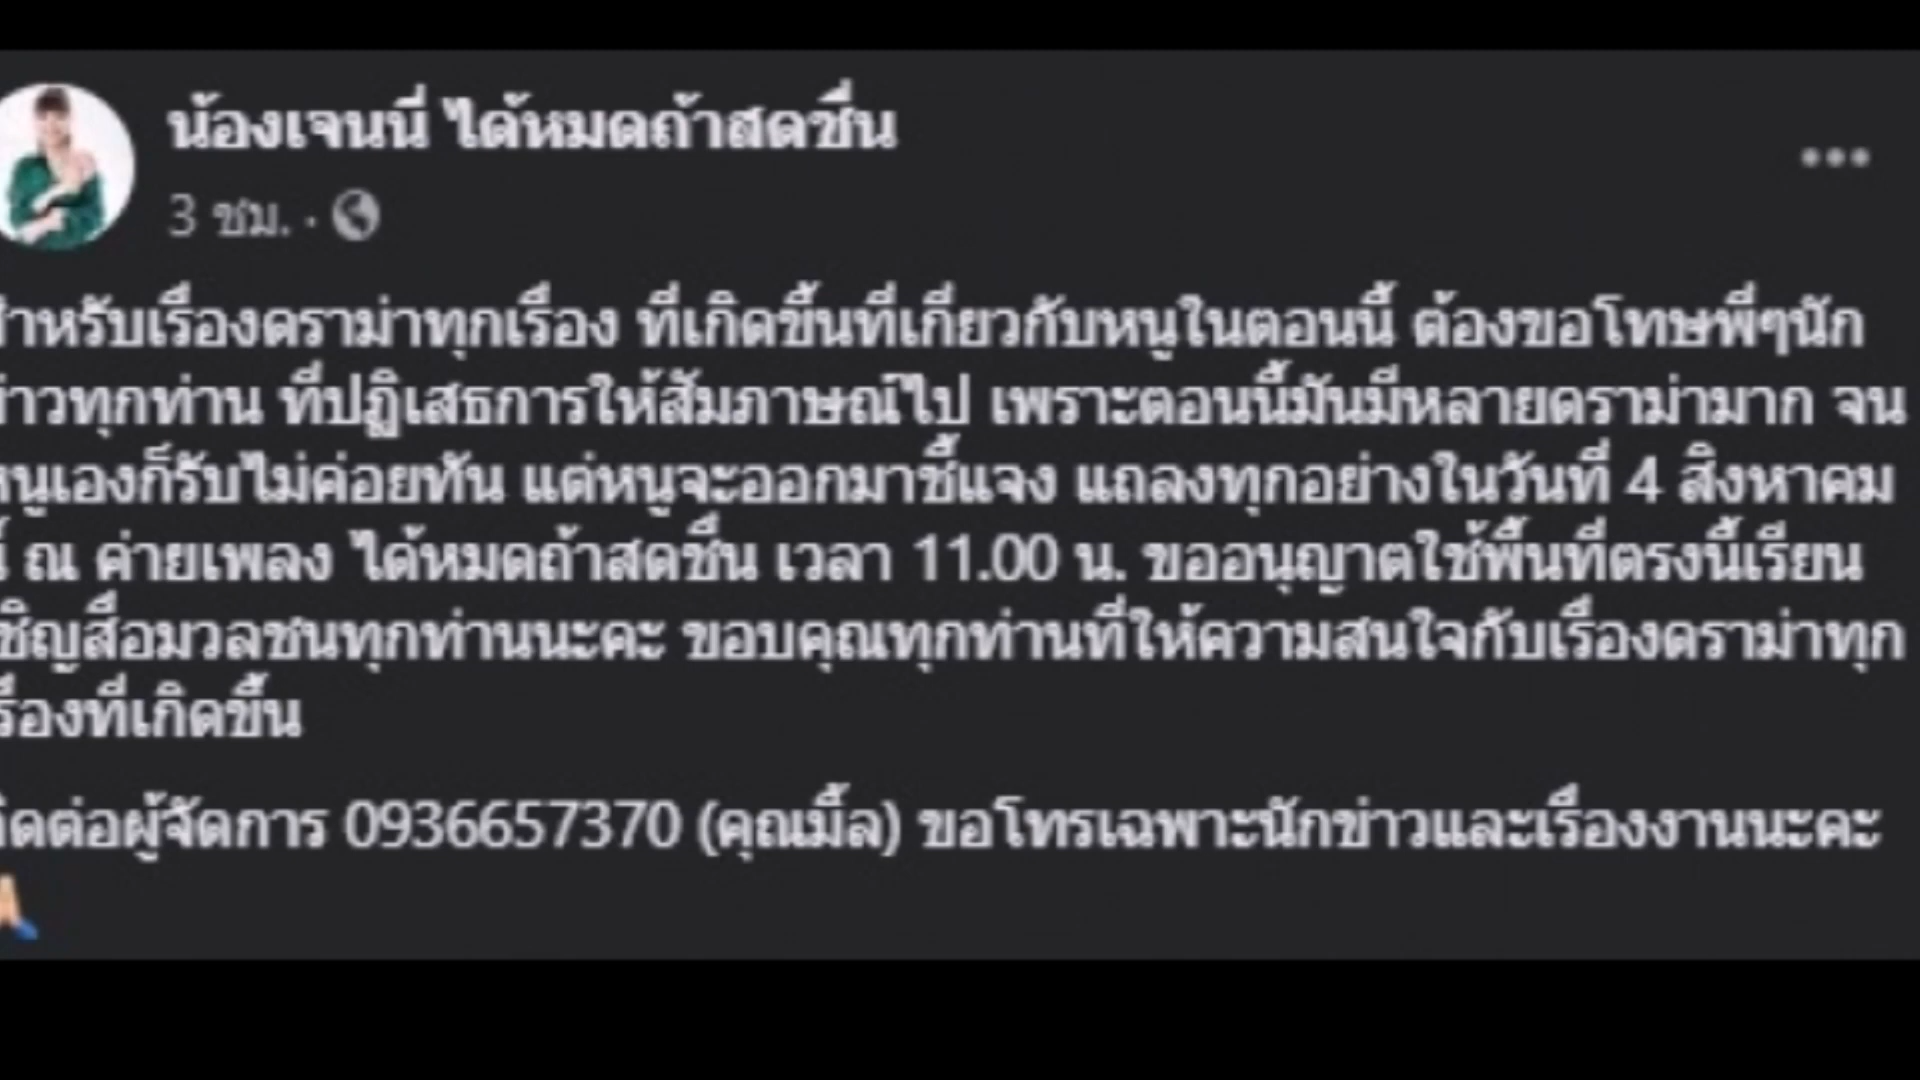 น้องเจนนี่ ได้หมดถ้าสดชื่น
3 ชม. ·
สำหรับเรื่องดราม่าทุกเรื่อง ที่เกิดขึ้นที่เกี่ยวกับหนูในตอนนี้ ต้องขอโทษพี่ๆนัก
ข่าวทุกท่าน ที่ปฏิเสธการให้สัมภาษณ์ไป เพราะตอนนี้มันมีหลายดราม่ามาก จน
หนูเองก็รับไม่ค่อยทัน แต่หนูจะออกมาชี้แจง แถลงทุกอย่างในวันที่ 4 สิงหาคม
นี้ ณ ค่ายเพลง ได้หมดถ้าสดชื่น เวลา 11.00 น. ขออนุญาตใช้พื้นที่ตรงนี้เรียน
เชิญสื่อมวลชนทุกท่านนะคะ ขอบคุณทุกท่านที่ให้ความสนใจกับเรื่องดราม่าทุก
เรื่องที่เกิดขึ้น
ติดต่อผู้จัดการ 0936657370 (คุณมิ้ล) ขอโทรเฉพาะนักข่าวและเรื่องงานนะคะ